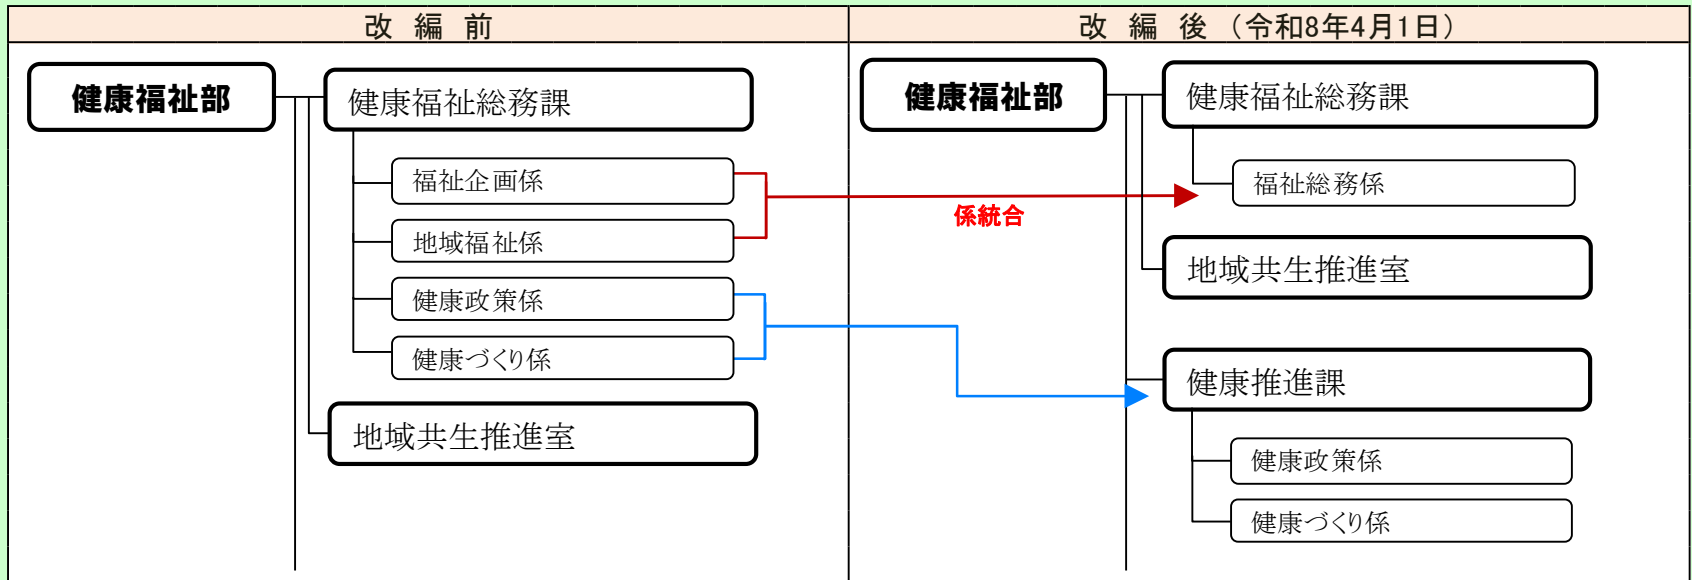 改 編 前
健康福祉部
健康福祉総務課
福祉企画係
地域福祉係
健康政策係
健康づくり係
地域共生推進室
係統合
改 編 後 （令和8年4月1日）
健康福祉部
健康福祉総務課
福祉総務係
地域共生推進室
健康推進課
健康政策係
健康づくり係